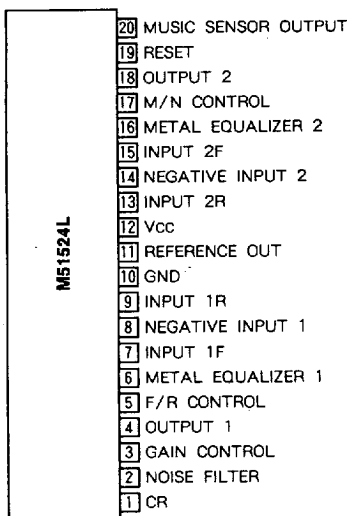 20 MUSIC SENSOR OUTPUT
19 RESET
18 OUTPUT 2
17 M/N CONTROL
16 METAL EQUALIZER 2
15 INPUT 2F
14 NEGATIVE INPUT 2
13 INPUT 2R
12 Vcc
11 REFERENCE OUT
10 GND
9 INPUT 1R
8 NEGATIVE INPUT 1
7 INPUT 1F
6 METAL EQUALIZER 1
5 F/R CONTROL
4 OUTPUT 1
3 GAIN CONTROL
2 NOISE FILTER
1 CR
M51524L